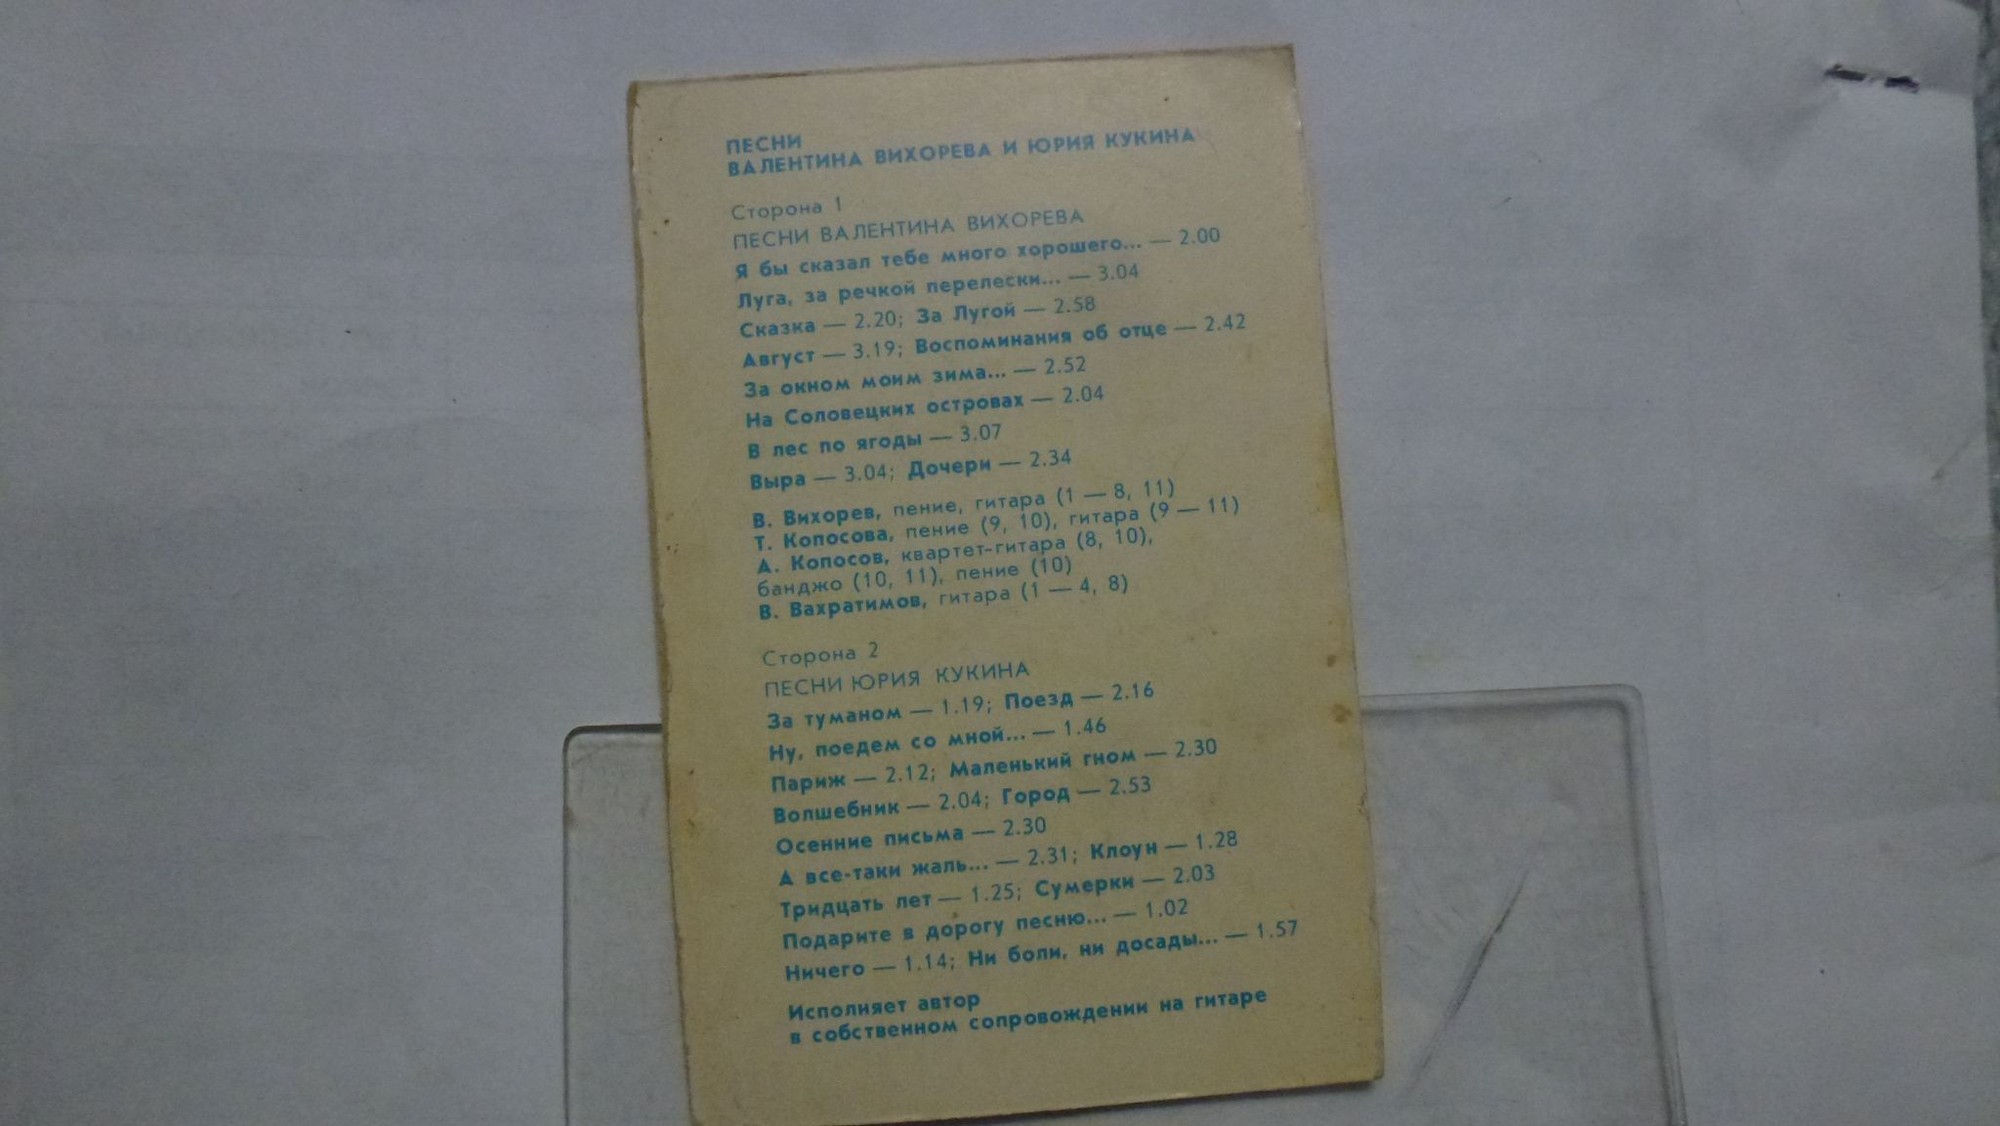 ПЕСНИ
ВАЛЕНТИНА ВИХОРЕВА И ЮРИЯ КУКИНА
Сторона 1
ПЕСНИ ВАЛЕНТИНА ВИХОРЕВА
Я бы сказал тебе много хорошего... — 2.00
Луга, за речкой перелески... — 3.04
Сказка — 2.20; За Лугой — 2.58
Август — 3.19; Воспоминания об отце — 2.42
За окном моим зима... — 2.52
На Соловецких островах — 2.04
В лес по ягоды — 3.07
Выра — 3.04; Дочери — 2.34
В. Вихорев, пение, гитара (1 — 8, 11)
Т. Копосова, пение (9, 10), гитара (9 — 11)
А. Копосов, квартет-гитара (8, 10),
банджо (10, 11), пение (10)
В. Вахратимов, гитара (1 — 4, 8)
Сторона 2
ПЕСНИ ЮРИЯ КУКИНА
За туманом — 1.19; Поезд — 2.16
Ну, поедем со мной... — 1.46
Париж — 2.12; Маленький гном — 2.30
Волшебник — 2.04; Город — 2.53
Осенние письма — 2.30
А все-таки жаль... — 2.31; Клоун — 1.28
Тридцать лет — 1.25; Сумерки — 2.03
Подарите в дорогу песню... — 1.02
Ничего — 1.14; Ни боли, ни досады... — 1.57
Исполняет автор
в собственном сопровождении на гитаре